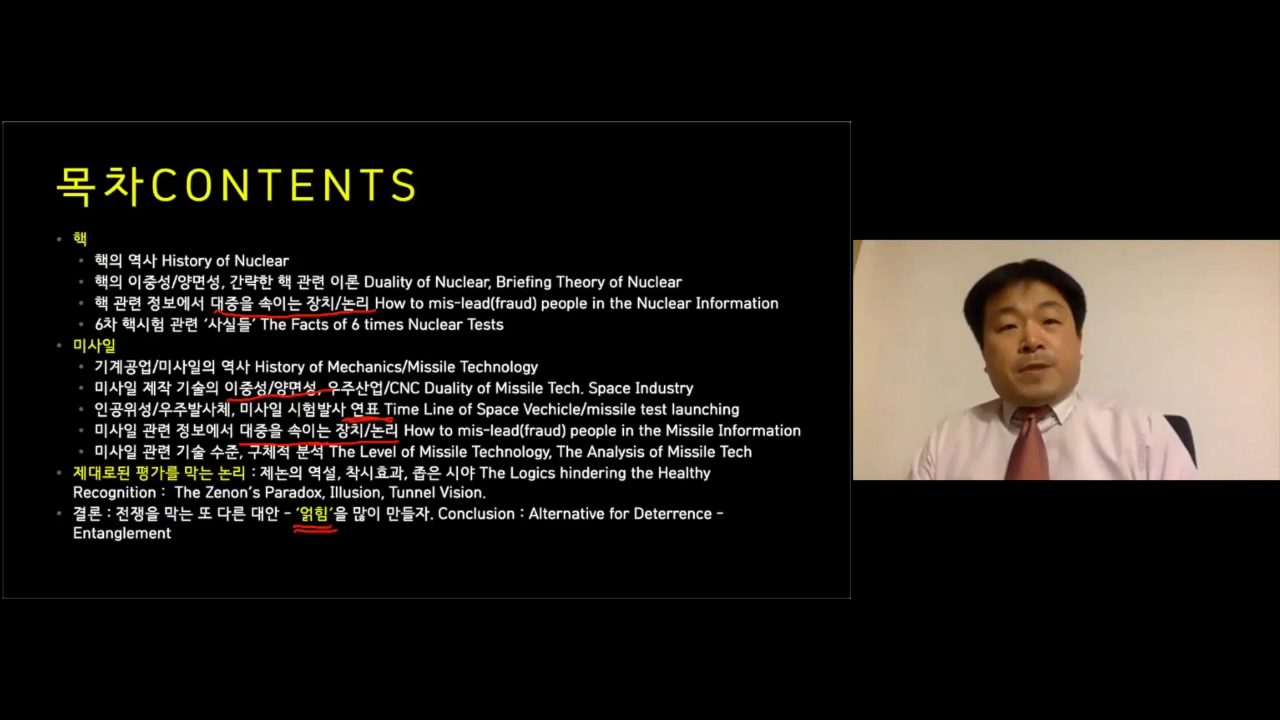 목차CONTENTS
핵
핵의 역사 History of Nuclear
핵의 이중성/양면성, 간략한 핵 관련 이론 Duality of Nuclear, Briefing Theory of Nuclear
핵 관련 정보에서 대중을 속이는 장치/논리 How to mis-lead(fraud) people in the Nuclear Information
6차 핵시험 관련 ‘사실들’ The Facts of 6 times Nuclear Tests
미사일
기계공업/미사일의 역사 History of Mechanics/Missile Technology
미사일 제작 기술의 이중성/양면성, 우주산업/CNC Duality of Missile Tech. Space Industry
인공위성/우주발사체, 미사일 시험발사 연표 Time Line of Space Vechicle/missile test launching
미사일 관련 정보에서 대중을 속이는 장치/논리 How to mis-lead(fraud) people in the Missile Information
미사일 관련 기술 수준, 구체적 분석 The Level of Missile Technology, The Analysis of Missile Tech
제대로된 평가를 막는 논리 : 제논의 역설, 착시효과, 좁은 시야 The Logics hindering the Healthy
Recognition : The Zenon’s Paradox, Illusion, Tunnel Vision.
결론 : 전쟁을 막는 또 다른 대안 – ‘얽힘’을 많이 만들자. Conclusion : Alternative for Deterrence –
Entanglement